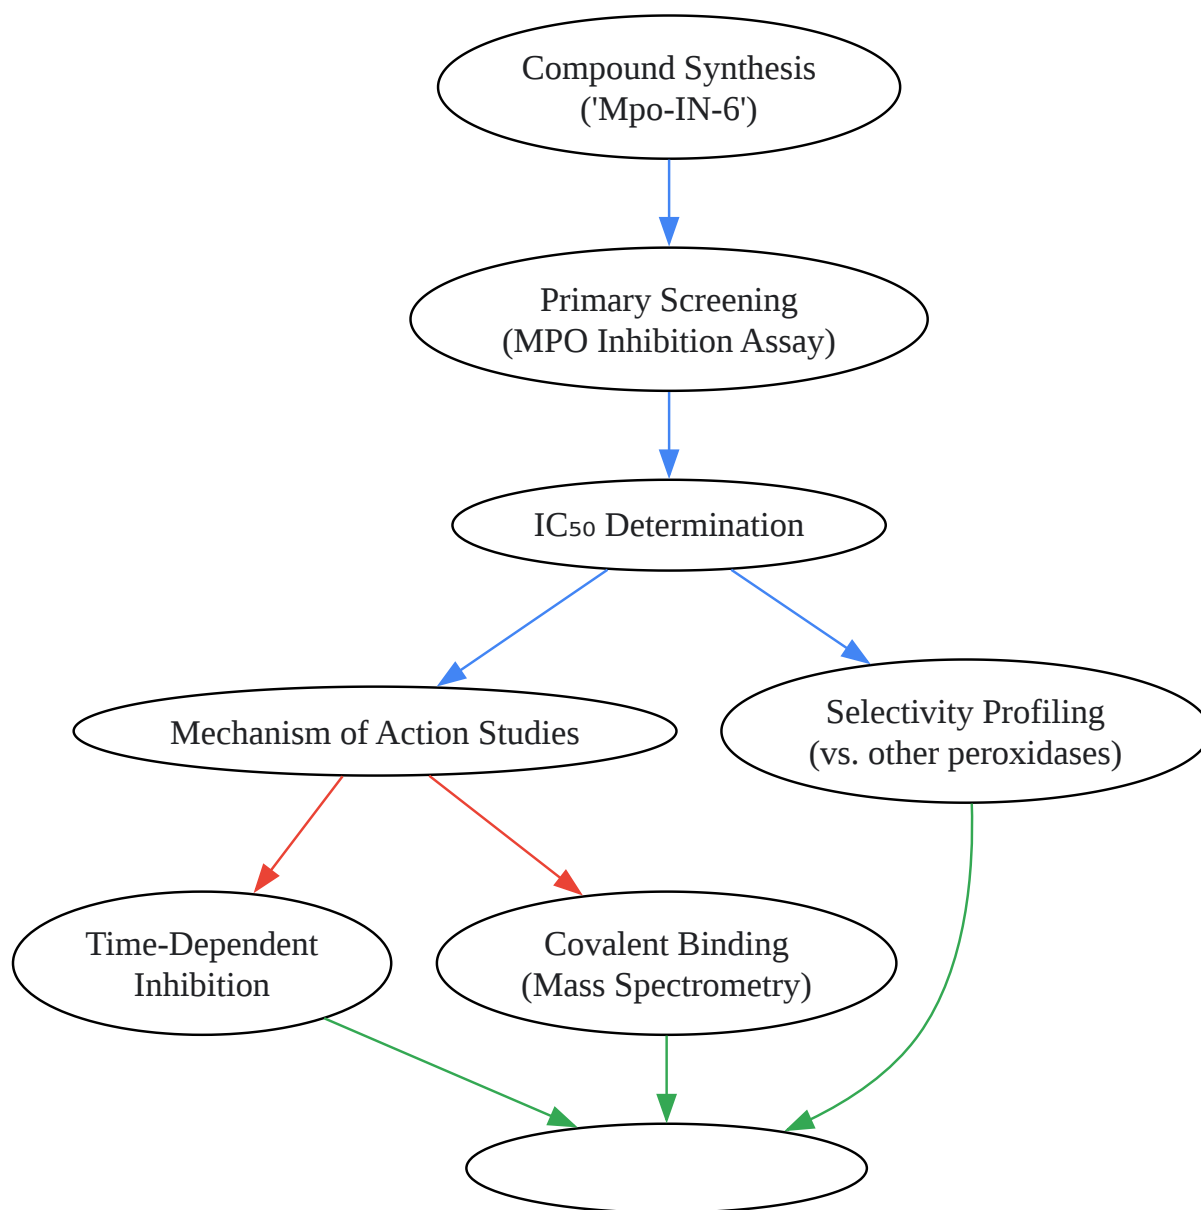 Compound Synthesis
('Mpo-IN-6')
Primary Screening
(MPO Inhibition Assay)
IC₅₀ Determination
Mechanism of Action Studies
Selectivity Profiling
(vs. other peroxidases)
Time-Dependent
Inhibition
Covalent Binding
(Mass Spectrometry)